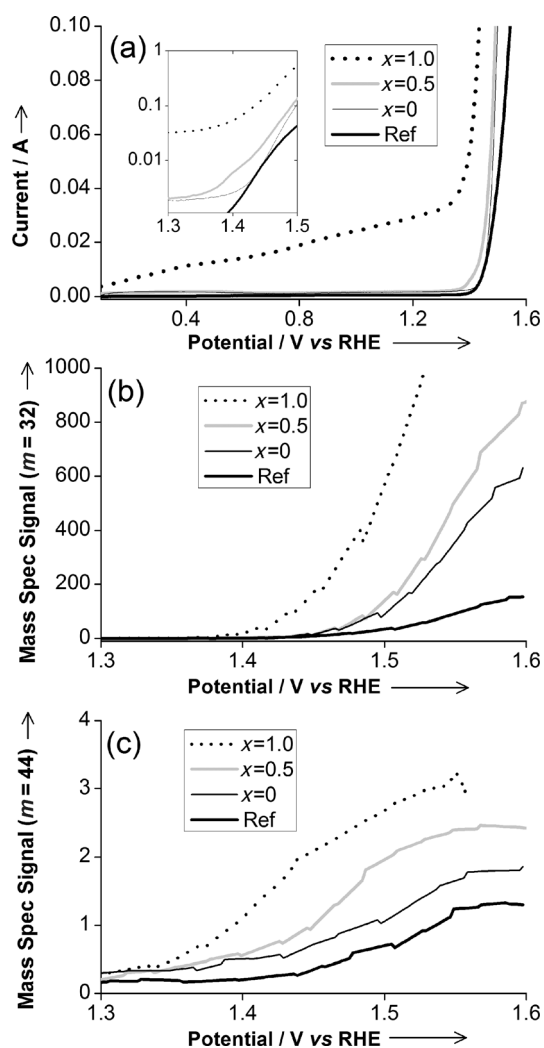 (a)
0.10
0.08
0.06
0.04
0.02
0.00
Current / A →
1
0.1
0.01
1.3 1.4 1.5
x=1.0
x=0.5
x=0
Ref
0.4 0.8 1.2 1.6
Potential / V vs RHE →
(b)
1000
800
600
400
200
0
Mass Spec Signal (m = 32) →
x=1.0
x=0.5
x=0
Ref
1.3 1.4 1.5 1.6
Potential / V vs RHE →
(c)
4
3
2
1
0
Mass Spec Signal (m = 44) →
x=1.0
x=0.5
x=0
Ref
1.3 1.4 1.5 1.6
Potential / V vs RHE →